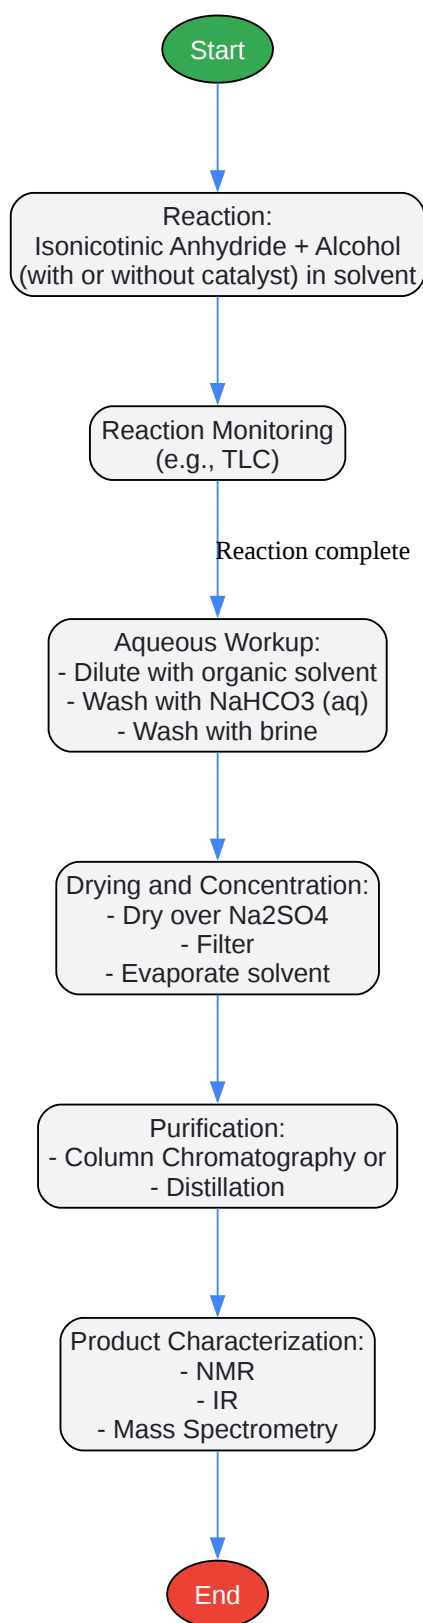 Start
Reaction:
Isonicotinic Anhydride + Alcohol
(with or without catalyst) in solvent
Reaction Monitoring
(e.g., TLC)
Reaction complete
Aqueous Workup:
- Dilute with organic solvent
- Wash with NaHCO3 (aq)
- Wash with brine
Drying and Concentration:
- Dry over Na2SO4
- Filter
- Evaporate solvent
Purification:
- Column Chromatography or
- Distillation
Product Characterization:
- NMR
- IR
- Mass Spectrometry
End